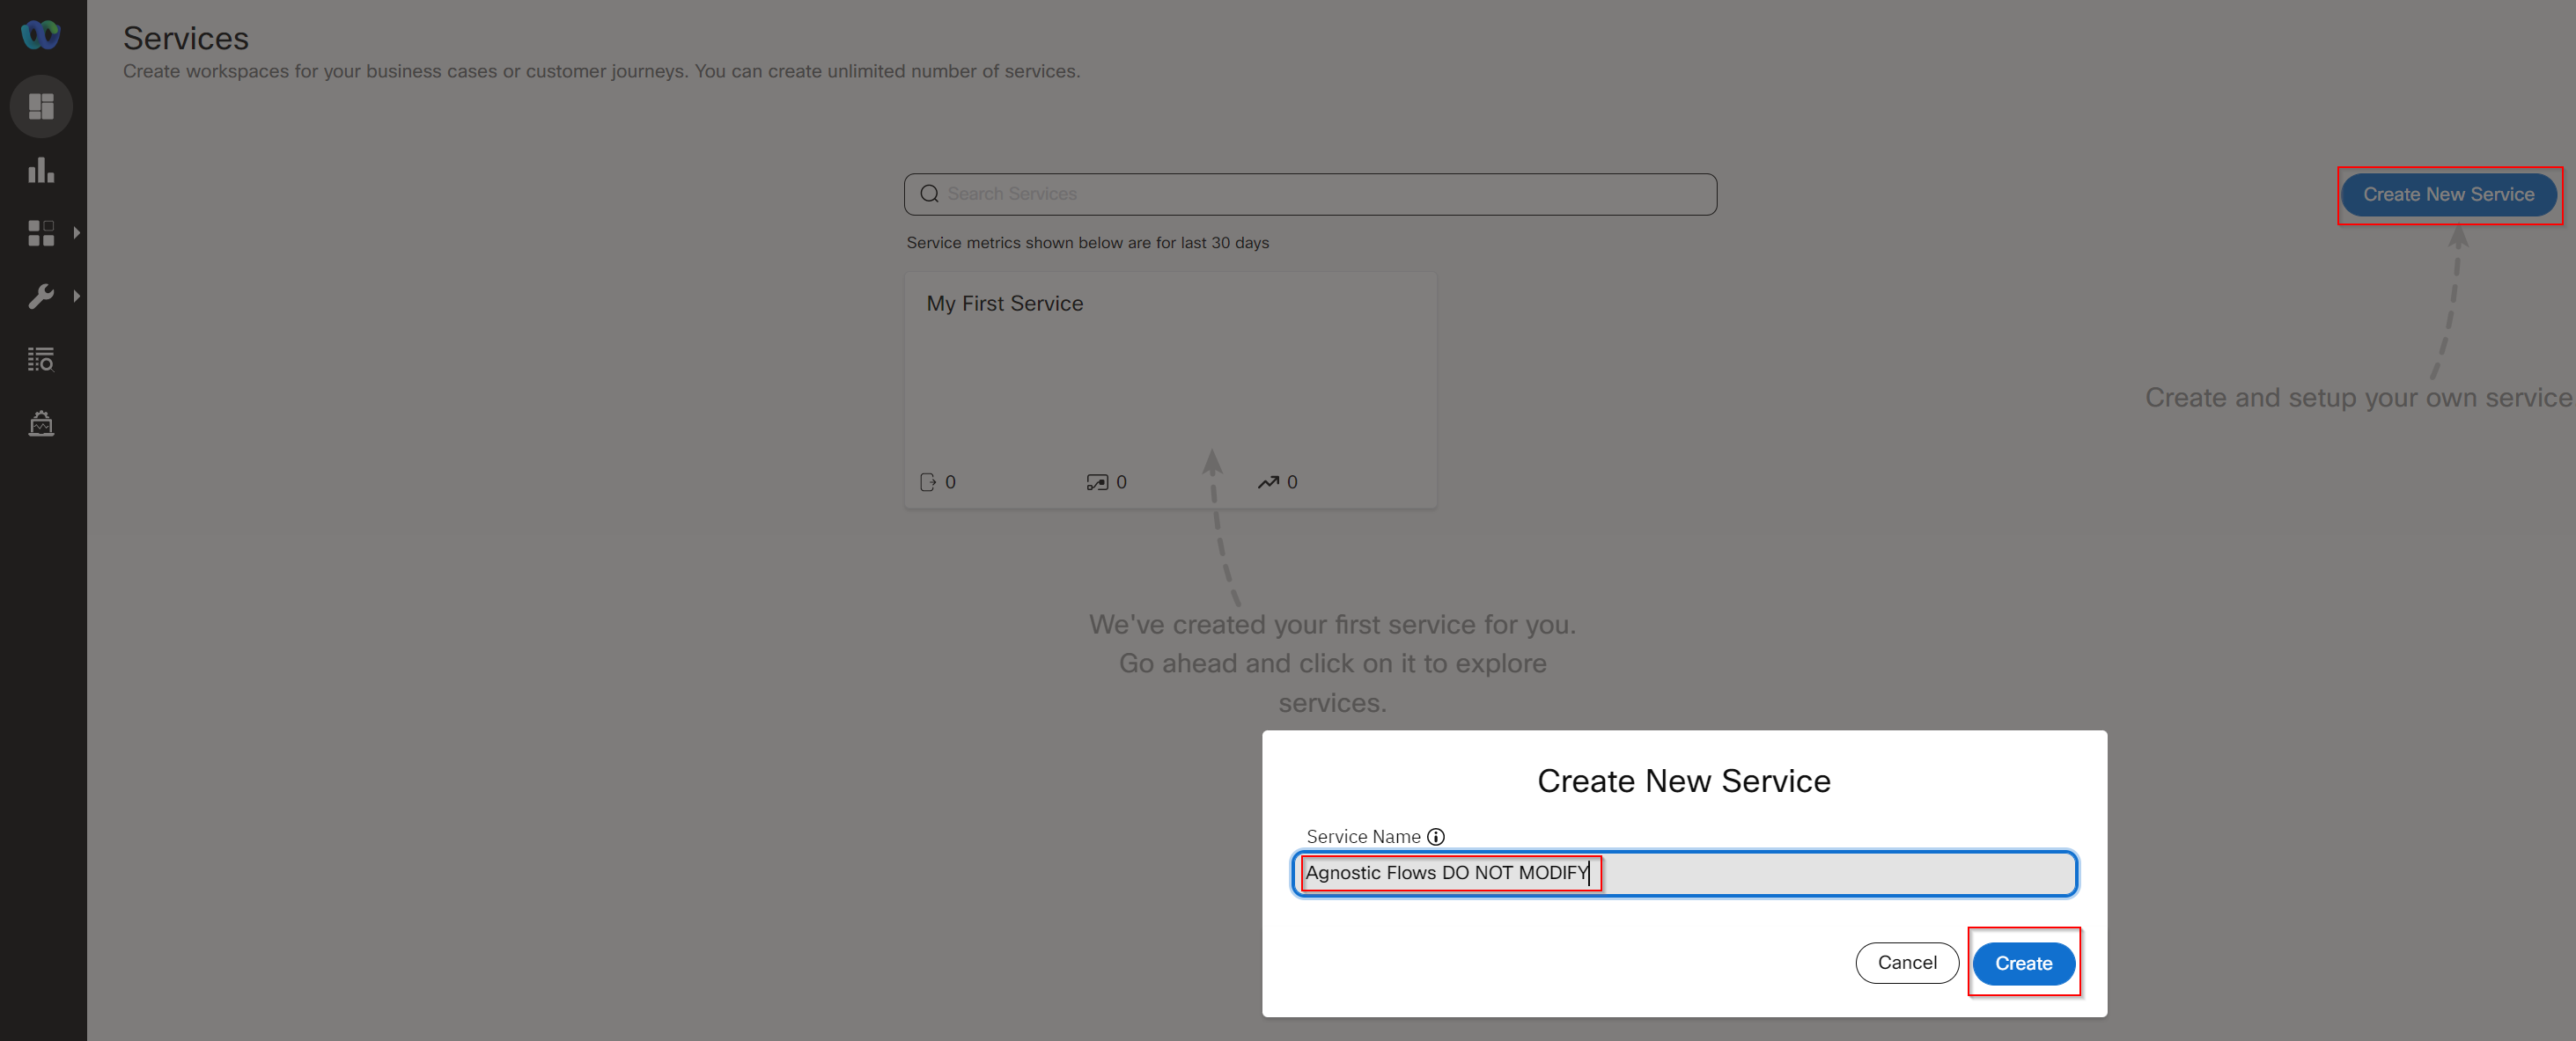 Services
Create workspaces for your business cases or customer journeys. You can create unlimited number of services.
Search Services
Create New Service
Service metrics shown below are for last 30 days
My First Service
0 0 0
Create and setup your own service
We've created your first service for you.
Go ahead and click on it to explore
services.
Create New Service
Service Name
Agnostic Flows DO NOT MODIFY
Cancel Create